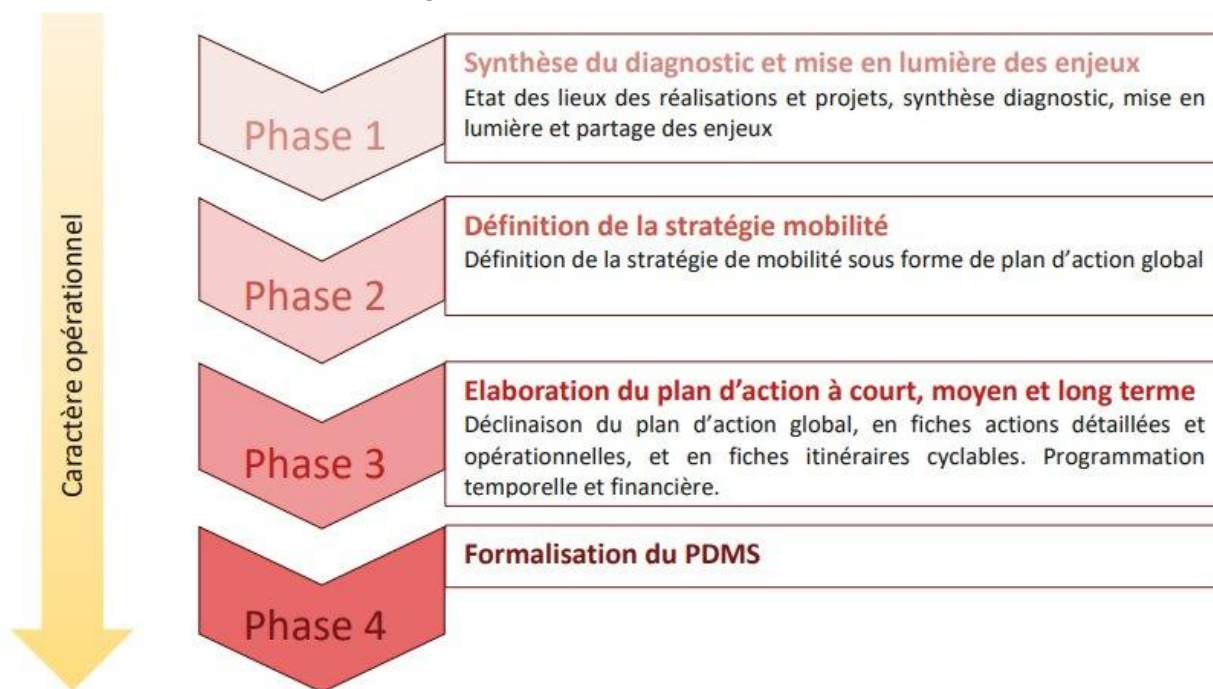 Caractère opérationnel
Phase 1
Synthèse du diagnostic et mise en lumière des enjeux
Etat des lieux des réalisations et projets, synthèse diagnostic, mise en
lumière et partage des enjeux
Phase 2
Définition de la stratégie mobilité
Définition de la stratégie de mobilité sous forme de plan d’action global
Phase 3
Elaboration du plan d’action à court, moyen et long terme
Déclinaison du plan d’action global, en fiches actions détaillées et
opérationnelles, et en fiches itinéraires cyclables. Programmation
temporelle et financière.
Phase 4
Formalisation du PDMS